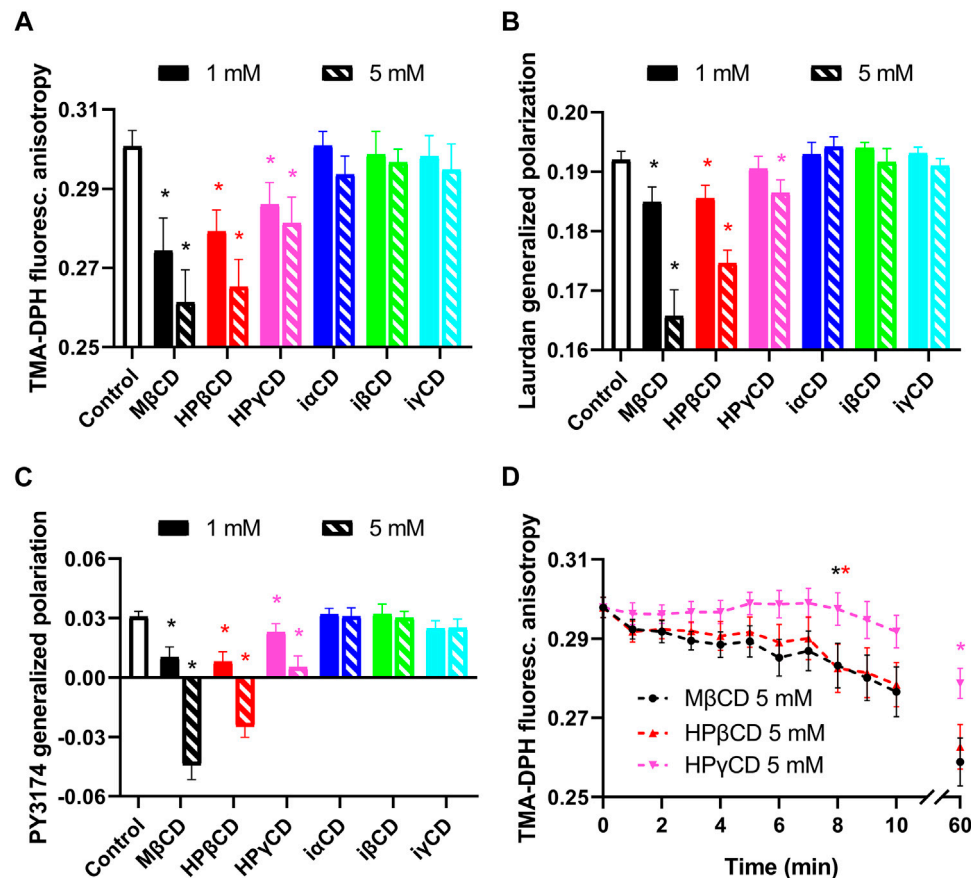 A
1 mM 5 mM
TMA-DPH fluoresc. anisotropy
0.31
0.29
0.27
0.25
* * * * * *
Control MβCD HPβCD HPγCD iαCD iβCD iγCD
B
1 mM 5 mM
Laurdan generalized polarization
0.20
0.19
0.18
0.17
0.16
* * * * *
Control MβCD HPβCD HPγCD iαCD iβCD iγCD
C
1 mM 5 mM
PY3174 generalized polariation
0.06
0.03
0.00
-0.03
-0.06
* * * * * *
Control MβCD HPβCD HPγCD iαCD iβCD iγCD
D
TMA-DPH fluoresc. anisotropy
0.31
0.29
0.27
0.25
**
*
MβCD 5 mM
HPβCD 5 mM
HPγCD 5 mM
0 2 4 6 8 10 60
Time (min)